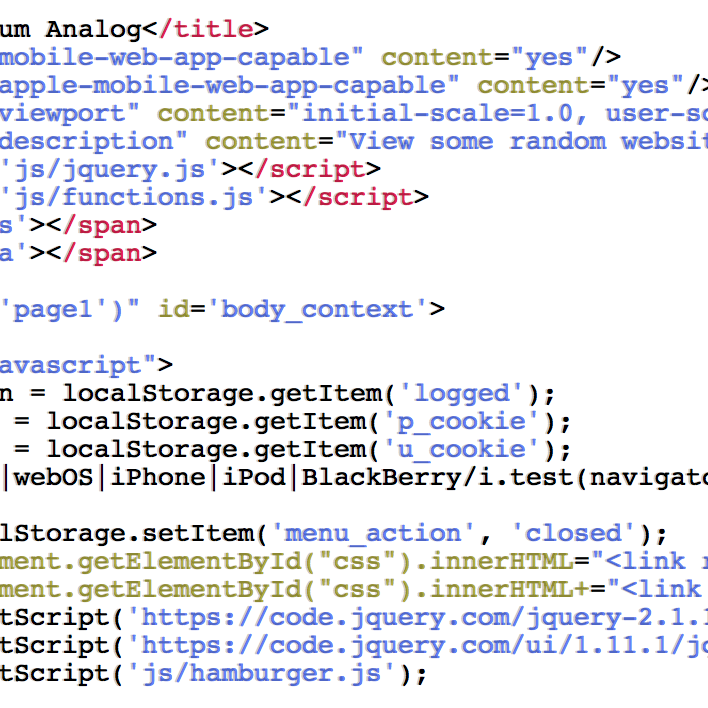 um Analog</title>
mobile-web-app-capable" content="yes"/>
apple-mobile-web-app-capable" content="yes"/>
viewport" content="initial-scale=1.0, user-sc
description" content="View some random websit
'js/jquery.js'></script>
'js/functions.js'></script>
s'></span>
a'></span>
'page1')" id='body_context'>
avascript">
n = localStorage.getItem('logged');
= localStorage.getItem('p_cookie');
= localStorage.getItem('u_cookie');
|webOS|iPhone|iPod|BlackBerry/i.test(navigato
lStorage.setItem('menu_action', 'closed');
ment.getElementById("css").innerHTML="<link r
ment.getElementById("css").innerHTML+="<link
tScript('https://code.jquery.com/jquery-2.1.1
tScript('https://code.jquery.com/ui/1.11.1/jq
tScript('js/hamburger.js');